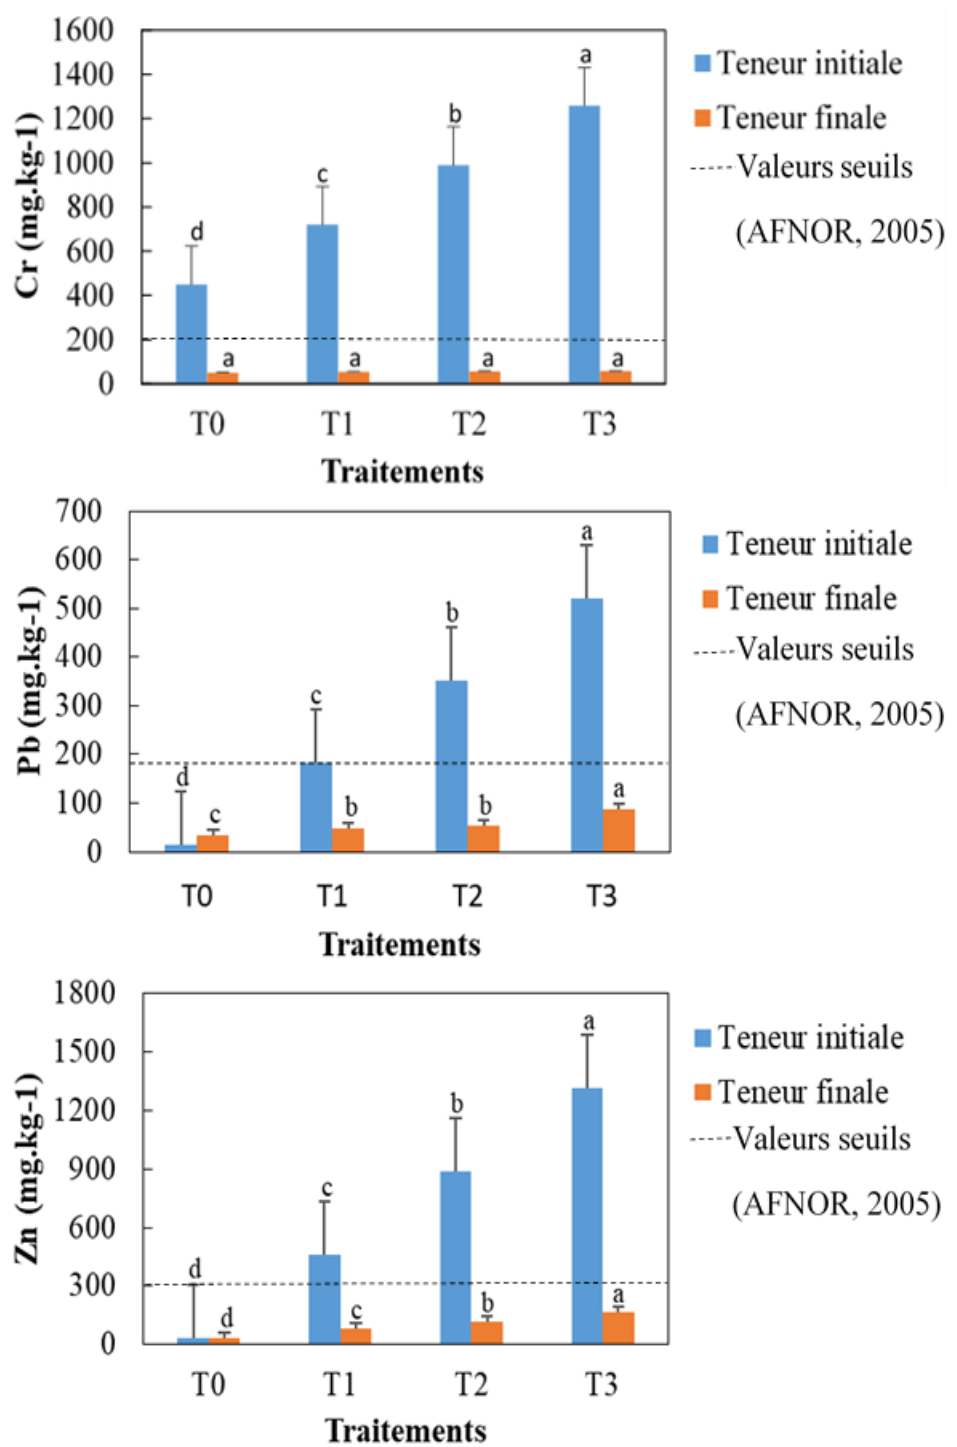 1600
1400
1200
1000
800
600
400
200
0
Cr (mg.kg-1)
d
a
c
a
b
a
a
a
T0 T1 T2 T3
Traitements
Teneur initiale
Teneur finale
Valeurs seuils
(AFNOR, 2005)
700
600
500
400
300
200
100
0
Pb (mg.kg-1)
d
c
c
b
b
b
a
a
T0 T1 T2 T3
Traitements
Teneur initiale
Teneur finale
Valeurs seuils
(AFNOR, 2005)
1800
1500
1200
900
600
300
0
Zn (mg.kg-1)
d
d
c
c
b
b
a
a
T0 T1 T2 T3
Traitements
Teneur initiale
Teneur finale
Valeurs seuils
(AFNOR, 2005)